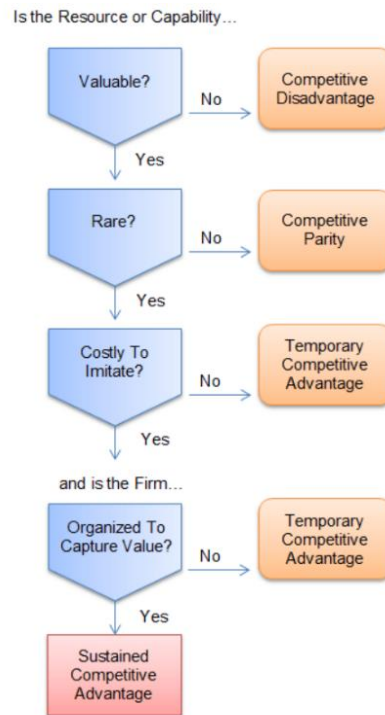 Is the Resource or Capability...
Valuable?
No
Competitive
Disadvantage
Yes
Rare?
No
Competitive
Parity
Yes
Costly To
Imitate?
No
Temporary
Competitive
Advantage
Yes
and is the Firm...
Organized To
Capture Value?
No
Temporary
Competitive
Advantage
Yes
Sustained
Competitive
Advantage